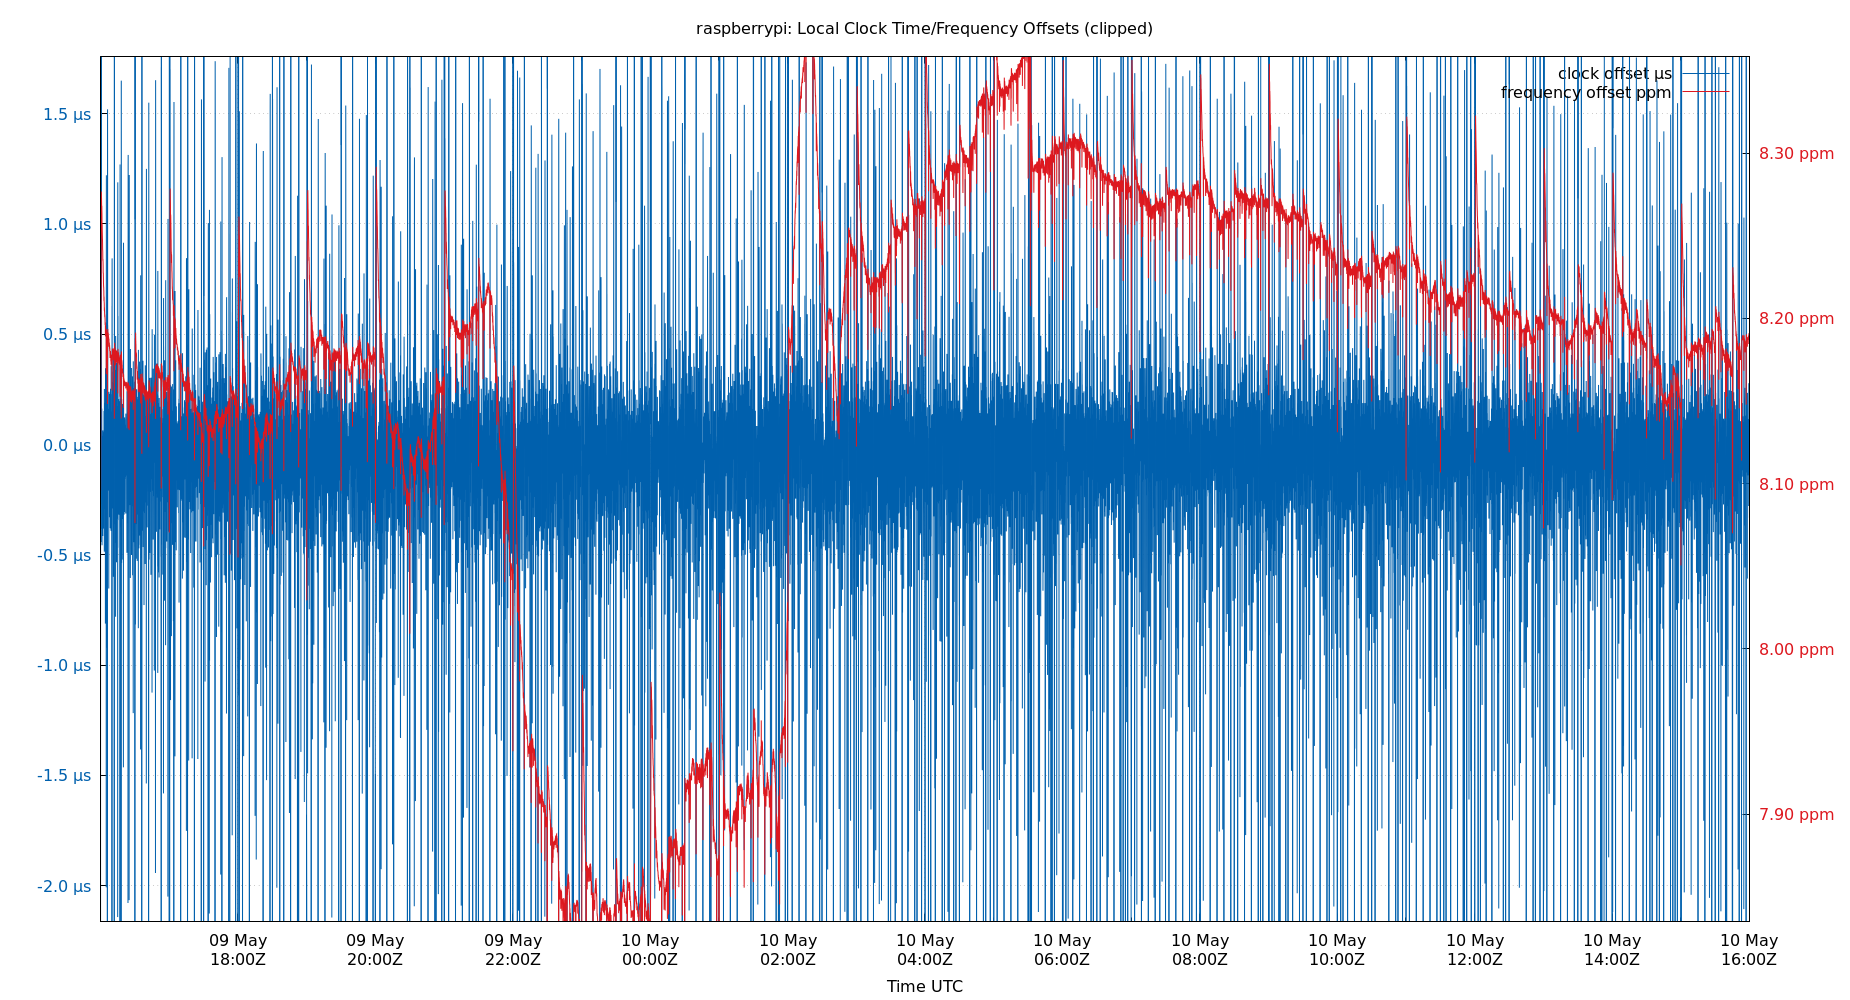 raspberrypi: Local Clock Time/Frequency Offsets (clipped)
clock offset µs
frequency offset ppm
1.5 µs
1.0 µs
0.5 µs
0.0 µs
-0.5 µs
-1.0 µs
-1.5 µs
-2.0 µs
8.30 ppm
8.20 ppm
8.10 ppm
8.00 ppm
7.90 ppm
09 May 09 May 09 May 10 May 10 May 10 May 10 May 10 May 10 May 10 May 10 May 10 May
18:00Z 20:00Z 22:00Z 00:00Z 02:00Z 04:00Z 06:00Z 08:00Z 10:00Z 12:00Z 14:00Z 16:00Z
Time UTC